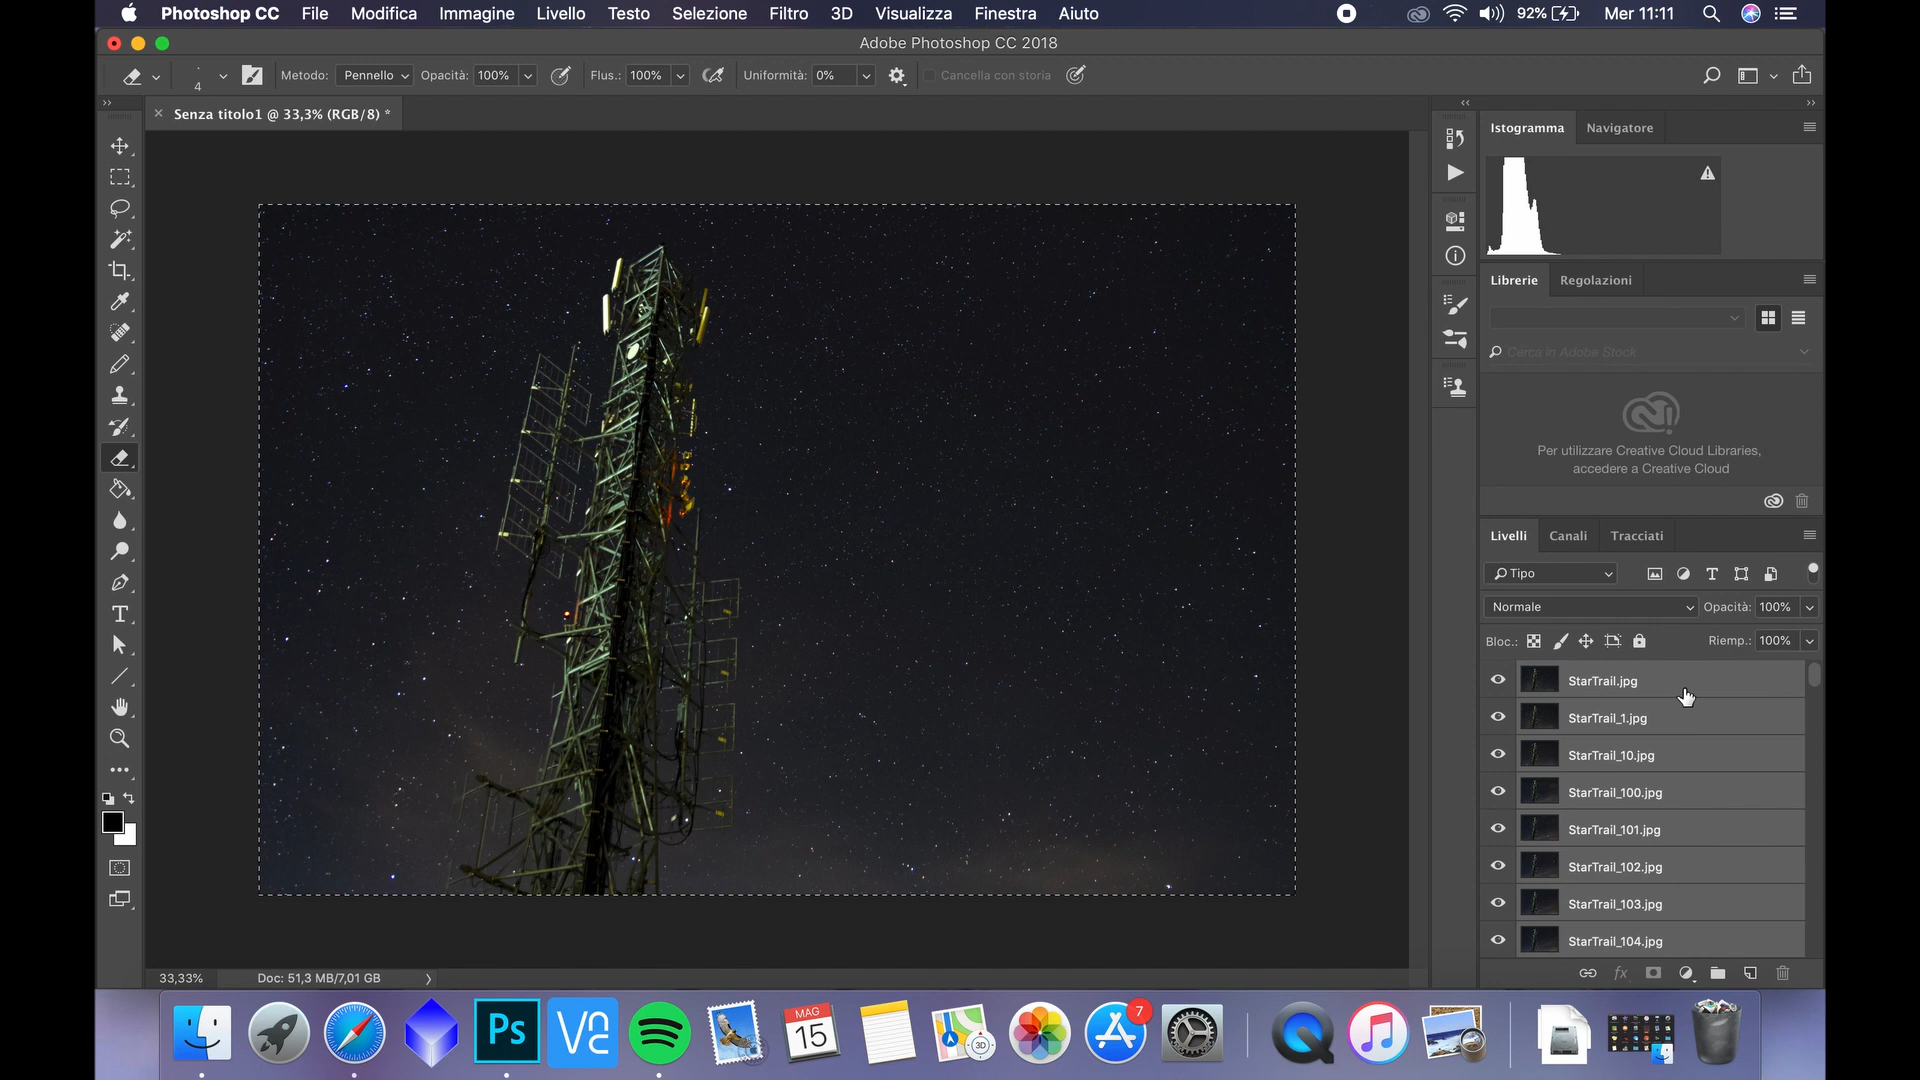 Photoshop CC File Modifica Immagine Livello Testo Selezione Filtro 3D Visualizza Finestra Aiuto 92% Mer 11:11
Adobe Photoshop CC 2018
4 Metodo: Pennello Opacità: 100% Flus.: 100% Uniformità: 0% Cancella con storia
Senza titolo1 @ 33,3% (RGB/8) *
Istogramma Navigatore
Librerie Regolazioni
Cerca in Adobe Stock
Per utilizzare Creative Cloud Libraries,
accedere a Creative Cloud
Livelli Canali Tracciati
Tipo
Normale Opacità: 100%
Bloc.: Riemp.: 100%
StarTrail.jpg
StarTrail_1.jpg
StarTrail_10.jpg
StarTrail_100.jpg
StarTrail_101.jpg
StarTrail_102.jpg
StarTrail_103.jpg
StarTrail_104.jpg
33,33% Doc: 51,3 MB/7,01 GB
fx
Ps
MAG
15
3D
7